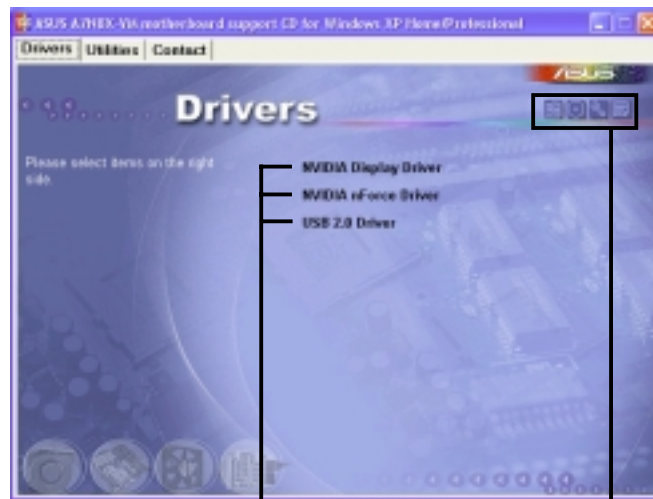 ASUS A7N8X-VM motherboard support CD for Windows XP Home/Professional
Drivers Utilities Contact
ASUS
Drivers
Please select items on the right side.
NVIDIA Display Driver
NVIDIA nForce Driver
USB 2.0 Driver